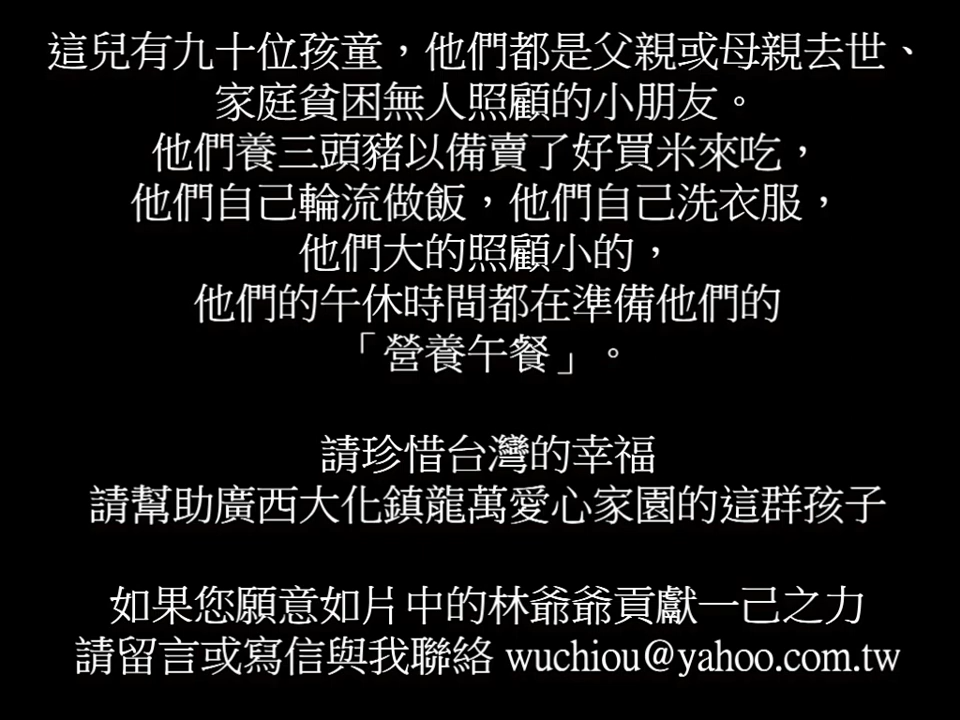 這兒有九十位孩童，他們都是父親或母親去世、
家庭貧困無人照顧的小朋友。
他們養三頭豬以備賣了好買米來吃，
他們自己輪流做飯，他們自己洗衣服，
他們大的照顧小的，
他們的午休時間都在準備他們的
「營養午餐」。
請珍惜台灣的幸福
請幫助廣西大化鎮龍萬愛心家園的這群孩子
如果您願意如片中的林爺爺貢獻一己之力
請留言或寫信與我聯絡 wuchiou@yahoo.com.tw